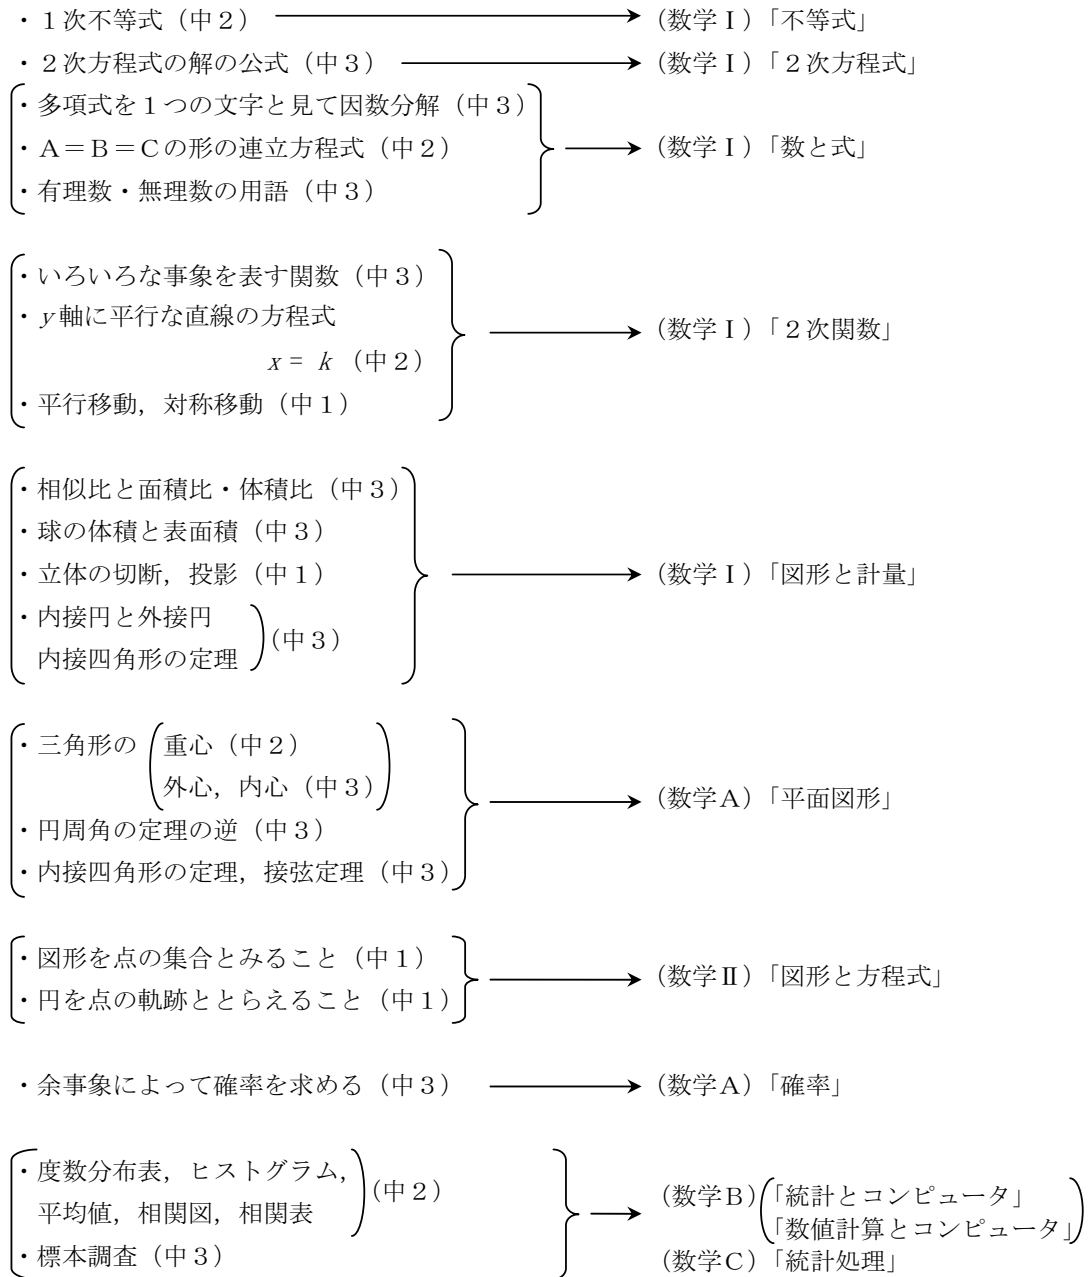 ・１次不等式（中２） （数学Ⅰ）「不等式」
・２次方程式の解の公式（中３） （数学Ⅰ）「２次方程式」
・多項式を１つの文字と見て因数分解（中３）
・Ａ＝Ｂ＝Ｃの形の連立方程式（中２） （数学Ⅰ）「数と式」
・有理数・無理数の用語（中３）
・いろいろな事象を表す関数（中３）
・y軸に平行な直線の方程式 （数学Ⅰ）「２次関数」
x = k （中２）
・平行移動，対称移動（中１）
・相似比と面積比・体積比（中３）
・球の体積と表面積（中３）
・立体の切断，投影（中１） （数学Ⅰ）「図形と計量」
・内接円と外接円
（中３）
内接四角形の定理
・三角形の 重心（中２）
外心，内心（中３） （数学Ａ）「平面図形」
・円周角の定理の逆（中３）
・内接四角形の定理，接弦定理（中３）
・図形を点の集合とみること（中１）
（数学Ⅱ）「図形と方程式」
・円を点の軌跡ととらえること（中１）
・余事象によって確率を求める（中３） （数学Ａ）「確率」
・度数分布表，ヒストグラム，
（中２） （数学Ｂ）「統計とコンピュータ」
平均値，相関図，相関表 「数値計算とコンピュータ」
・標本調査（中３） （数学Ｃ）「統計処理」